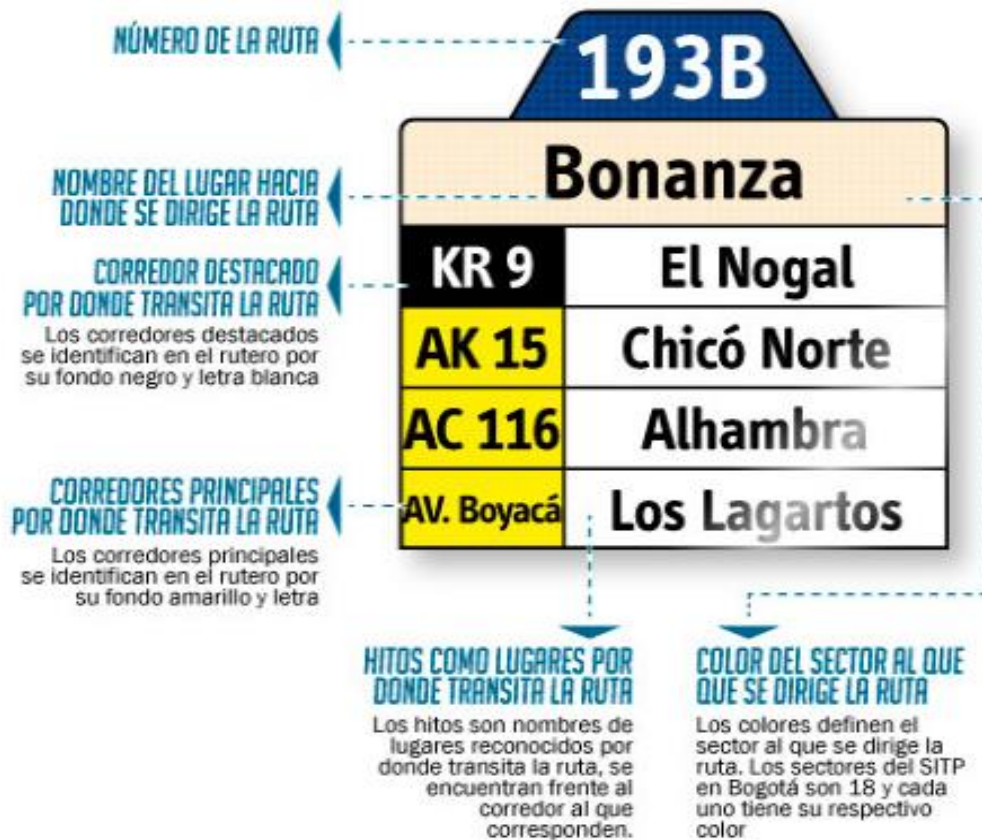 NÚMERO DE LA RUTA
193B
NOMBRE DEL LUGAR HACIA
DONDE SE DIRIGE LA RUTA
Bonanza
CORREDOR DESTACADO
POR DONDE TRANSITA LA RUTA
Los corredores destacados
se identifican en el rutero por
su fondo negro y letra blanca
KR 9 El Nogal
AK 15 Chicó Norte
AC 116 Alhambra
AV. Boyacá Los Lagartos
CORREDORES PRINCIPALES
POR DONDE TRANSITA LA RUTA
Los corredores principales
se identifican en el rutero por
su fondo amarillo y letra
HITOS COMO LUGARES POR
DONDE TRANSITA LA RUTA
Los hitos son nombres de
lugares reconocidos por
donde transita la ruta, se
encuentran frente al
corredor al que
corresponden.
COLOR DEL SECTOR AL QUE
QUE SE DIRIGE LA RUTA
Los colores definen el
sector al que se dirige la
ruta. Los sectores del SITP
en Bogotá son 18 y cada
uno tiene su respectivo
color